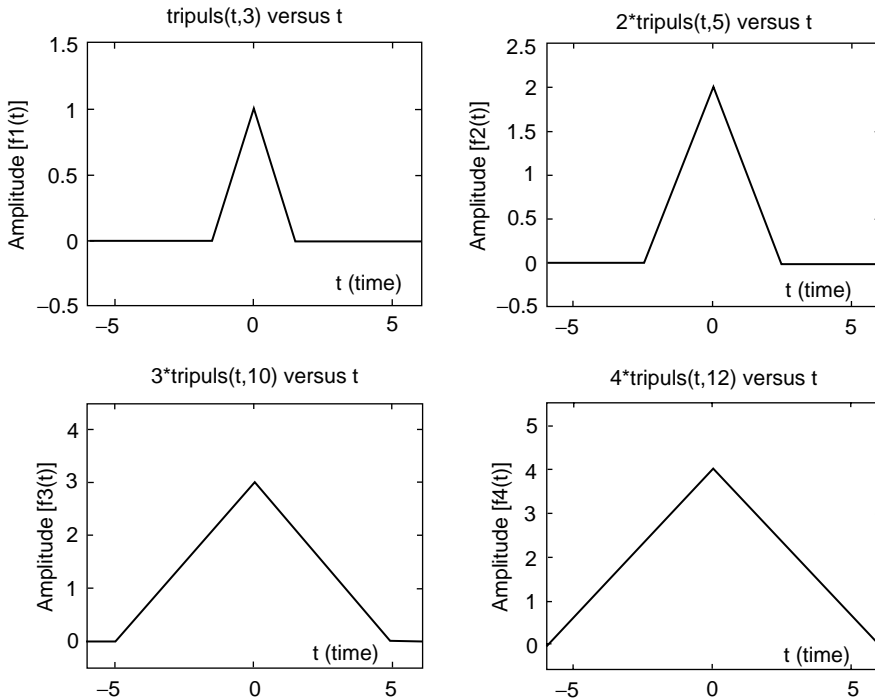 tripuls(t,3) versus t
1.5
1
0.5
0
–0.5
Amplitude [f1(t)]
t (time)
–5
0
5
2*tripuls(t,5) versus t
2.5
2
1.5
1
0.5
0
–0.5
Amplitude [f2(t)]
t (time)
–5
0
5
3*tripuls(t,10) versus t
4
3
2
1
0
Amplitude [f3(t)]
t (time)
–5
0
5
4*tripuls(t,12) versus t
5
4
3
2
1
0
Amplitude [f4(t)]
t (time)
–5
0
5